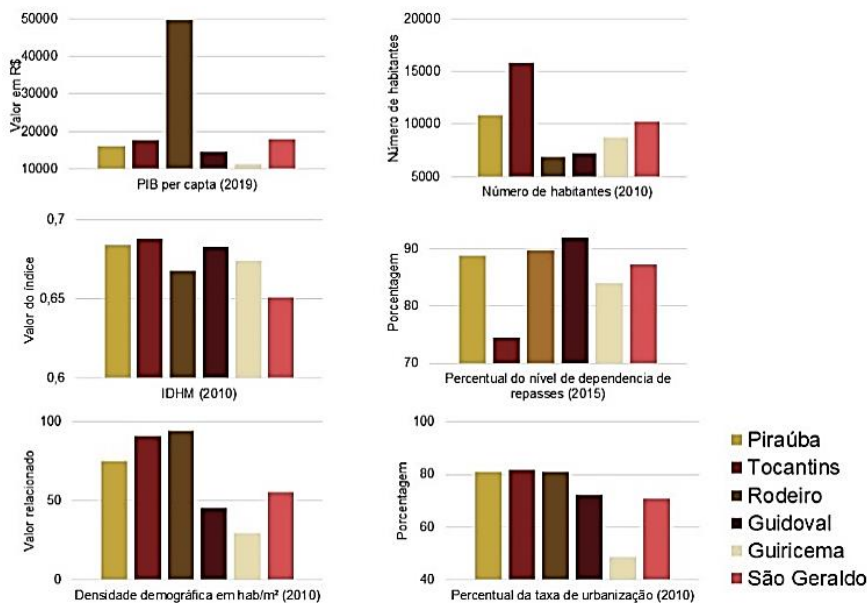 50000
40000
30000
20000
10000
Valor em R$
PIB per capta (2019)
20000
15000
10000
5000
Número de habitantes
Número de habitantes (2010)
0,7
0,65
0,6
Valor do índice
IDHM (2010)
90
80
70
Porcentagem
Percentual do nível de dependencia de
repasses (2015)
100
50
0
Valor relacionado
Densidade demográfica em hab/m² (2010)
100
80
60
40
Porcentagem
Percentual da taxa de urbanização (2010)
Piraúba
Tocantins
Rodeiro
Guidoval
Guiricema
São Geraldo